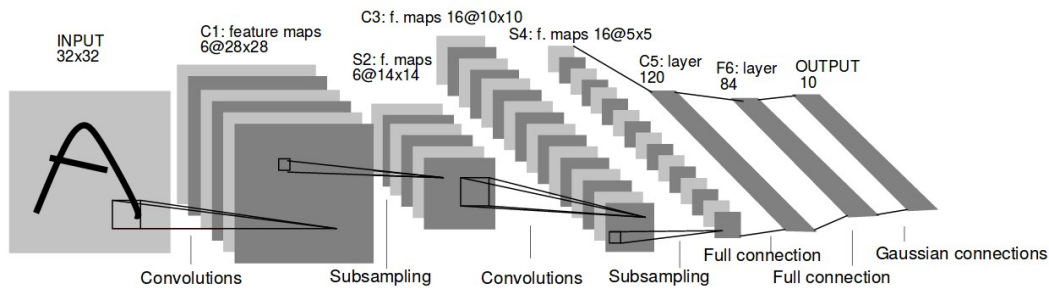 INPUT
32x32
C1: feature maps
6@28x28
S2: f. maps
6@14x14
C3: f. maps 16@10x10
S4: f. maps 16@5x5
C5: layer
120
F6: layer
84
OUTPUT
10
Convolutions
Subsampling
Convolutions
Subsampling
Full connection
Full connection
Gaussian connections